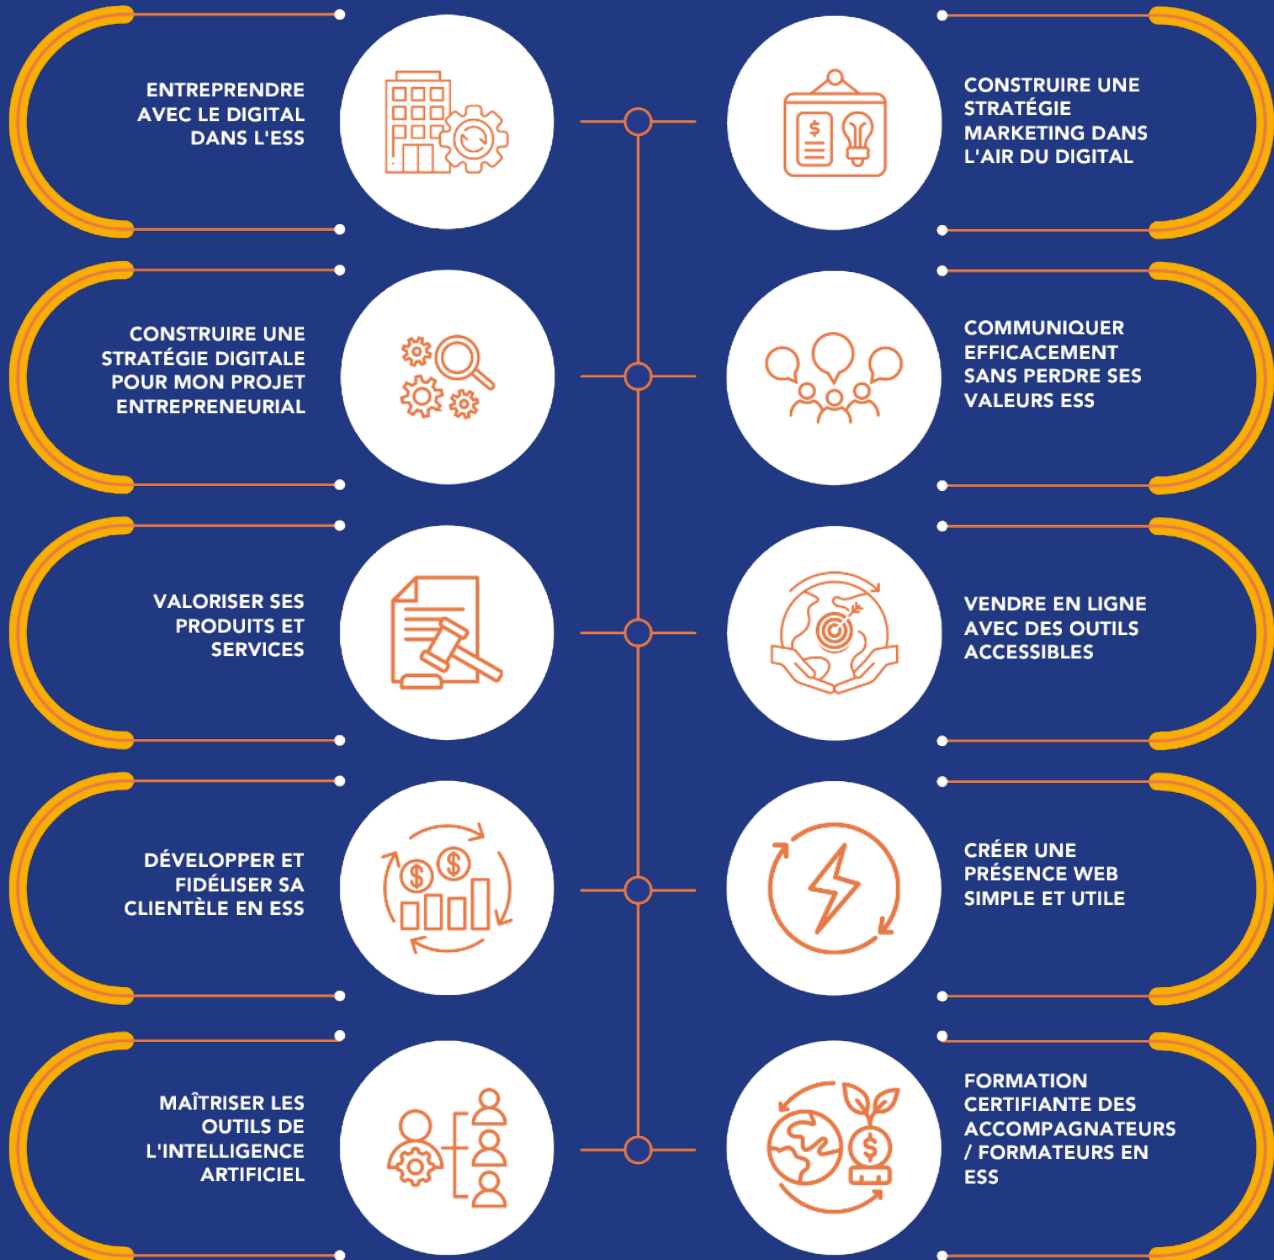 ENTREPRENDRE
AVEC LE DIGITAL
DANS L'ESS
CONSTRUIRE UNE
STRATÉGIE
MARKETING DANS
L'AIR DU DIGITAL
CONSTRUIRE UNE
STRATÉGIE DIGITALE
POUR MON PROJET
ENTREPRENEURIAL
COMMUNIQUER
EFFICACEMENT
SANS PERDRE SES
VALEURS ESS
VALORISER SES
PRODUITS ET
SERVICES
VENDRE EN LIGNE
AVEC DES OUTILS
ACCESSIBLES
DÉVELOPPER ET
FIDÉLISER SA
CLIENTÈLE EN ESS
CRÉER UNE
PRÉSENCE WEB
SIMPLE ET UTILE
MAÎTRISER LES
OUTILS DE
L'INTELLIGENCE
ARTIFICIEL
FORMATION
CERTIFIANTE DES
ACCOMPAGNATEURS
/ FORMATEURS EN
ESS